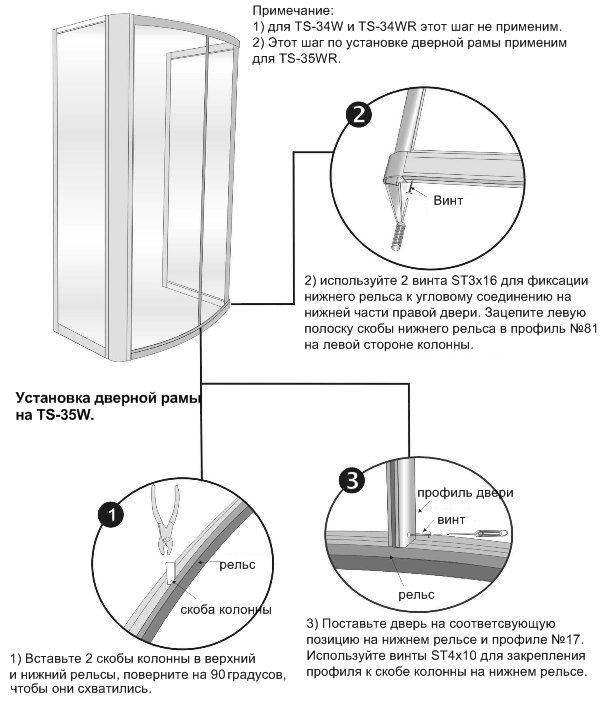 Примечание:
1) для TS-34W и TS-34WR этот шаг не применим.
2) Этот шаг по установке дверной рамы применим
для TS-35WR.
2
Винт
2) используйте 2 винта ST3x16 для фиксации
нижнего рельса к угловому соединению на
нижней части правой двери. Зацепите левую
полоску скобы нижнего рельса в профиль №81
на левой стороне колонны.
Установка дверной рамы
на TS-35W.
1
рельс
скоба колонны
1) Вставьте 2 скобы колонны в верхний
и нижний рельсы, поверните на 90 градусов,
чтобы они схватились.
3
профиль двери
винт
рельс
3) Поставьте дверь на соответсвующую
позицию на нижнем рельсе и профиле №17.
Используйте винты ST4x10 для закрепления
профиля к скобе колонны на нижнем рельсе.